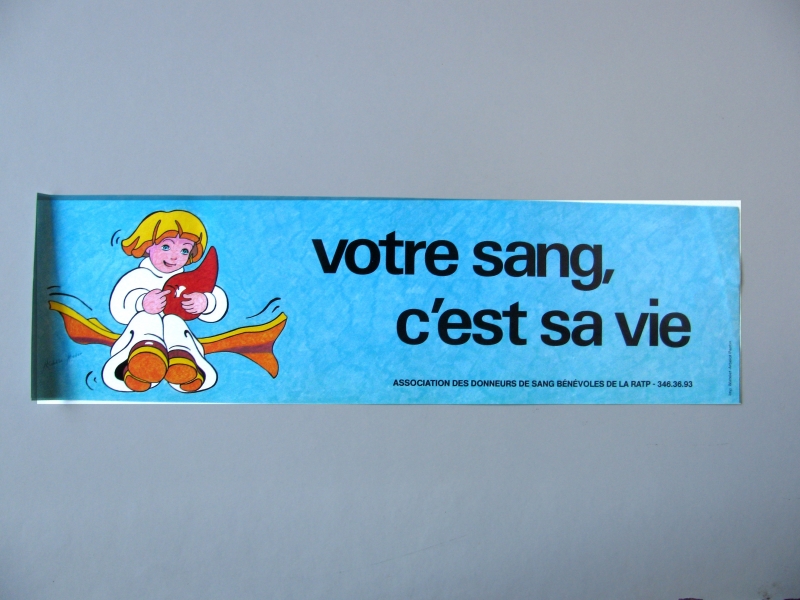 votre sang,
c'est sa vie
ASSOCIATION DES DONNEURS DE SANG BÉNÉVOLES DE LA RATP - 346.36.93